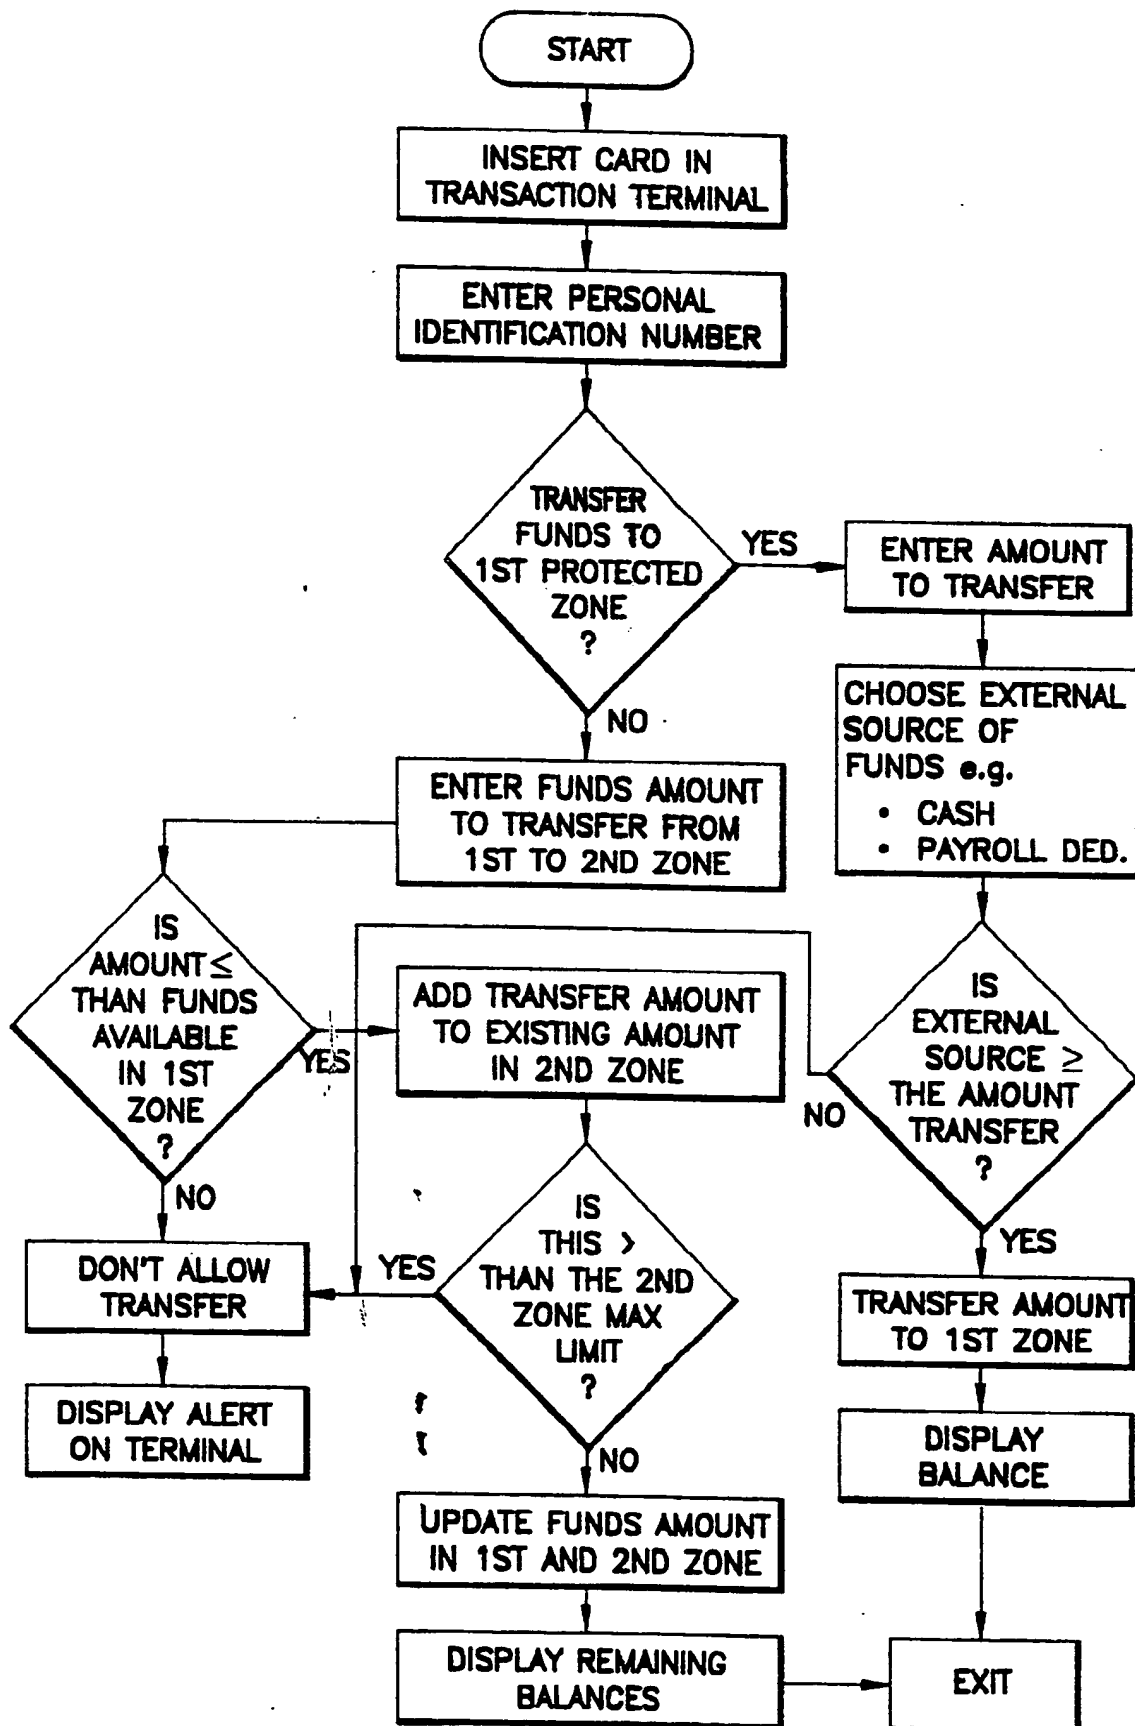 START
INSERT CARD IN
TRANSACTION TERMINAL
ENTER PERSONAL
IDENTIFICATION NUMBER
TRANSFER
FUNDS TO
1ST PROTECTED
ZONE
?
YES
ENTER AMOUNT
TO TRANSFER
CHOOSE EXTERNAL
SOURCE OF
FUNDS e.g.
• CASH
• PAYROLL DED.
NO
ENTER FUNDS AMOUNT
TO TRANSFER FROM
1ST TO 2ND ZONE
IS
AMOUNT ≤
THAN FUNDS
AVAILABLE
IN 1ST
ZONE
?
YES
ADD TRANSFER AMOUNT
TO EXISTING AMOUNT
IN 2ND ZONE
IS
EXTERNAL
SOURCE ≥
THE AMOUNT
TRANSFER
?
NO
NO
DON'T ALLOW
TRANSFER
YES
IS
THIS >
THAN THE 2ND
ZONE MAX
LIMIT
?
YES
TRANSFER AMOUNT
TO 1ST ZONE
DISPLAY ALERT
ON TERMINAL
NO
DISPLAY
BALANCE
UPDATE FUNDS AMOUNT
IN 1ST AND 2ND ZONE
DISPLAY REMAINING
BALANCES
EXIT